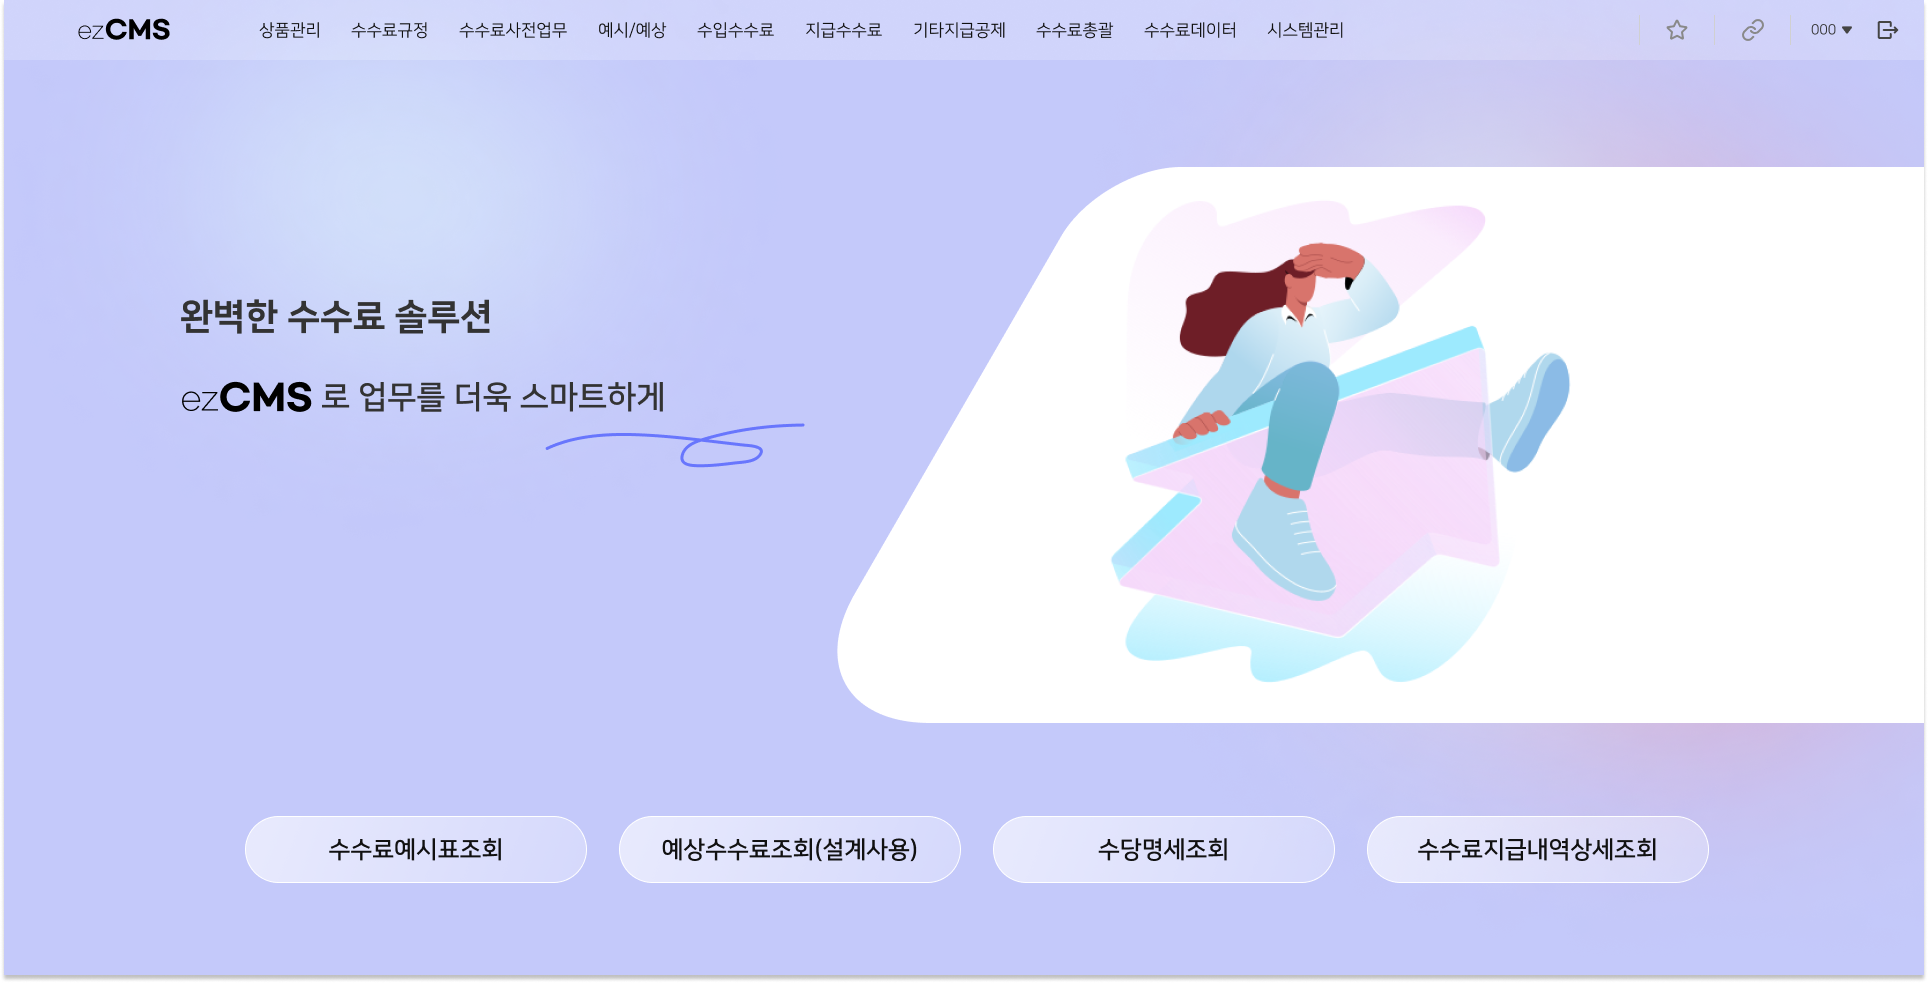 ezCMS 상품관리 수수료규정 수수료사전업무 예시/예상 수입수수료 지급수수료 기타지급공제 수수료총괄 수수료데이터 시스템관리 000
완벽한 수수료 솔루션
ezCMS 로 업무를 더욱 스마트하게
수수료예시표조회 예상수수료조회(설계사용) 수당명세조회 수수료지급내역상세조회